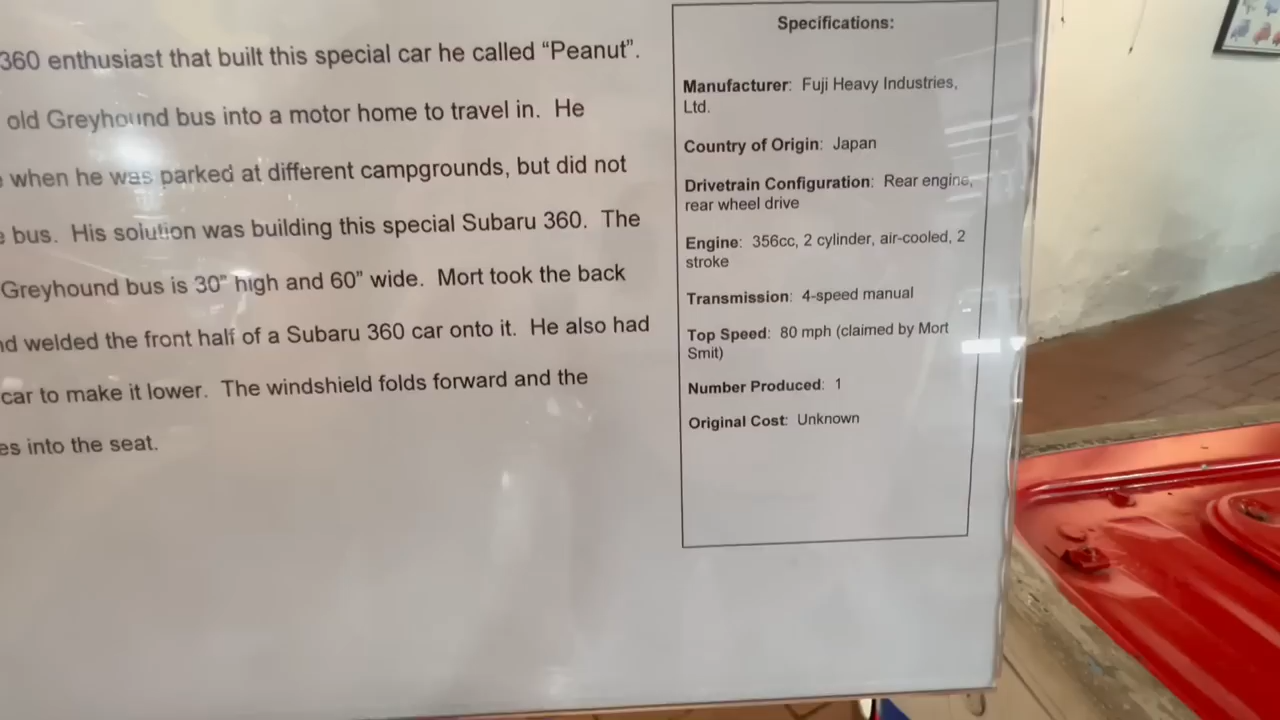 360 enthusiast that built this special car he called “Peanut”.
old Greyhound bus into a motor home to travel in. He
when he was parked at different campgrounds, but did not
bus. His solution was building this special Subaru 360. The
Greyhound bus is 30” high and 60” wide. Mort took the back
welded the front half of a Subaru 360 car onto it. He also had
car to make it lower. The windshield folds forward and the
into the seat.
Specifications:
Manufacturer: Fuji Heavy Industries,
Ltd.
Country of Origin: Japan
Drivetrain Configuration: Rear engine,
rear wheel drive
Engine: 356cc, 2 cylinder, air-cooled, 2
stroke
Transmission: 4-speed manual
Top Speed: 80 mph (claimed by Mort
Smit)
Number Produced: 1
Original Cost: Unknown